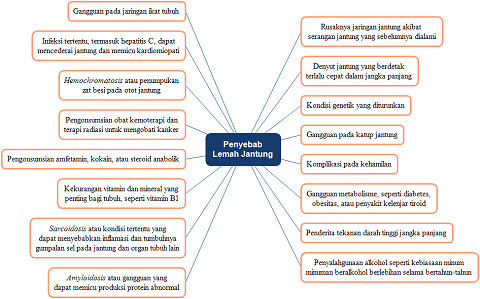 Gangguan pada jaringan ikat tubuh
Infeksi tertentu, termasuk hepatitis C, dapat
mencederai jantung dan memicu kardiomiopati
Hemochromatosis atau penumpukan
zat besi pada otot jantung
Pengonsumsian obat kemoterapi dan
terapi radiasi untuk mengobati kanker
Pengonsumsian amfetamin, kokain, atau steroid anabolik
Kekurangan vitamin dan mineral yang
penting bagi tubuh, seperti vitamin B1
Sarcoidosis atau kondisi tertentu yang
dapat menyebabkan inflamasi dan tumbuhnya
gumpalan sel pada jantung dan organ tubuh lain
Amyloidosis atau gangguan yang
dapat memicu produksi protein abnormal
Penyebab
Lemah Jantung
Rusaknya jaringan jantung akibat
serangan jantung yang sebelumnya dialami
Denyut jantung yang berdetak
terlalu cepat dalam jangka panjang
Kondisi genetik yang diturunkan
Gangguan pada katup jantung
Komplikasi pada kehamilan
Gangguan metabolisme, seperti diabetes,
obesitas, atau penyakit kelenjar tiroid
Penderita tekanan darah tinggi jangka panjang
Penyalahgunaan alkohol seperti kebiasaan minum
minuman beralkohol berlebihan selama bertahun-tahun